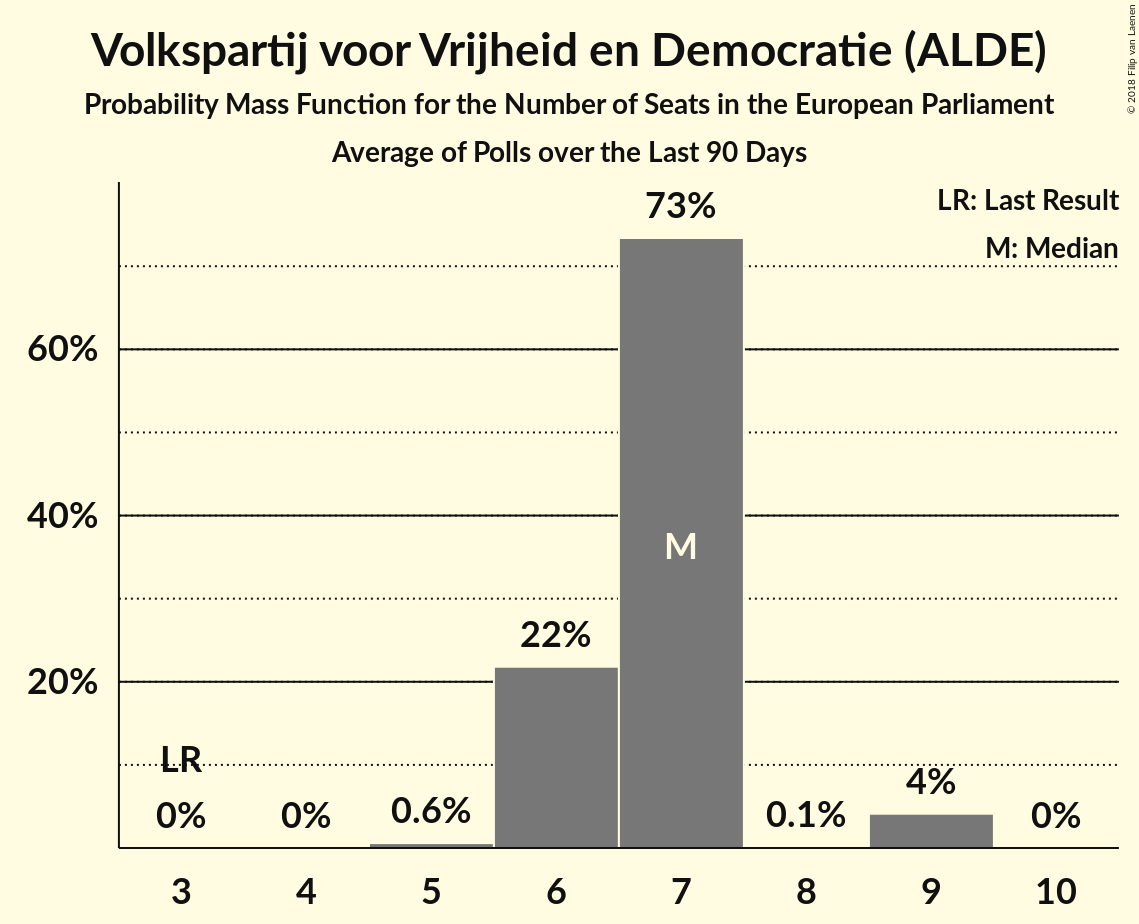 Volkspartij voor Vrijheid en Democratie (ALDE)
Probability Mass Function for the Number of Seats in the European Parliament
Average of Polls over the Last 90 Days
© 2018 Filip van Laenen
LR: Last Result
M: Median
73%
60%
40%
M
22%
20%
LR
0%
0%
0.6%
0.1%
4%
0%
3 4 5 6 7 8 9 10